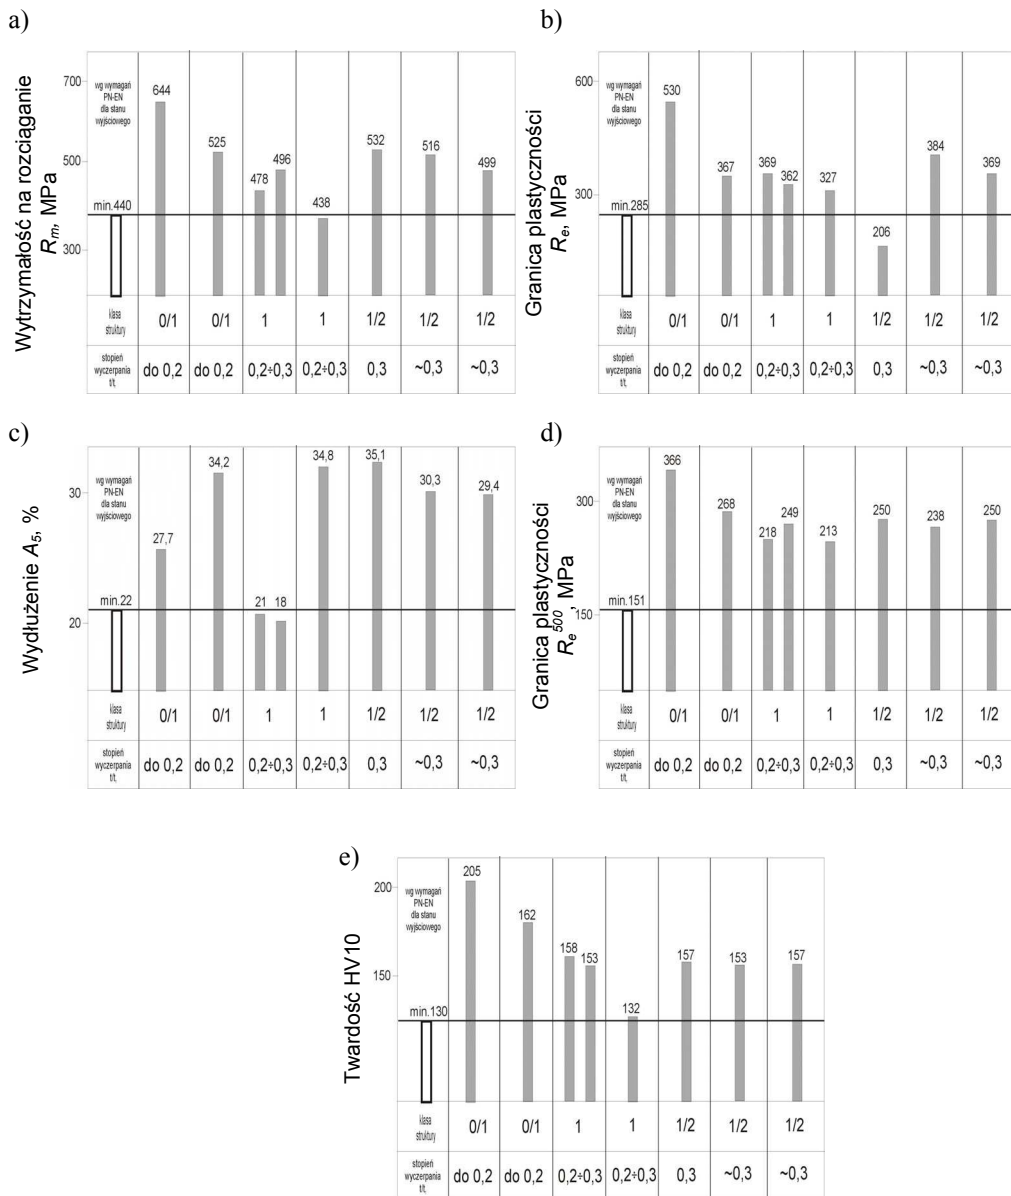 a)
Wytrzymałość na rozciąganie
R_m, MPa
700
500
300
wg wymagań
PN-EN
dla stanu
wyjściowego
min.440
644
525
478
496
438
532
516
499
klasa
struktury
0/1
0/1
1
1
1/2
1/2
1/2
stopień
wyczerpania
t/tᵣ
do 0,2
do 0,2
0,2÷0,3
0,2÷0,3
0,3
~0,3
~0,3
b)
Granica plastyczności
R_e, MPa
600
300
wg wymagań
PN-EN
dla stanu
wyjściowego
min.285
530
367
369
362
327
206
384
369
klasa
struktury
0/1
0/1
1
1
1/2
1/2
1/2
stopień
wyczerpania
t/tᵣ
do 0,2
do 0,2
0,2÷0,3
0,2÷0,3
0,3
~0,3
~0,3
c)
Wydłużenie A₅, %
30
20
wg wymagań
PN-EN
dla stanu
wyjściowego
min.22
27,7
34,2
21
18
34,8
35,1
30,3
29,4
klasa
struktury
0/1
0/1
1
1
1/2
1/2
1/2
stopień
wyczerpania
t/tᵣ
do 0,2
do 0,2
0,2÷0,3
0,2÷0,3
0,3
~0,3
~0,3
d)
Granica plastyczności
R_e^500, MPa
300
150
wg wymagań
PN-EN
dla stanu
wyjściowego
min.151
366
268
218
249
213
250
238
250
klasa
struktury
0/1
0/1
1
1
1/2
1/2
1/2
stopień
wyczerpania
t/tᵣ
do 0,2
do 0,2
0,2÷0,3
0,2÷0,3
0,3
~0,3
~0,3
e)
Twardość HV10
200
150
wg wymagań
PN-EN
dla stanu
wyjściowego
min.130
205
162
158
153
132
157
153
157
klasa
struktury
0/1
0/1
1
1
1/2
1/2
1/2
stopień
wyczerpania
t/tᵣ
do 0,2
do 0,2
0,2÷0,3
0,2÷0,3
0,3
~0,3
~0,3